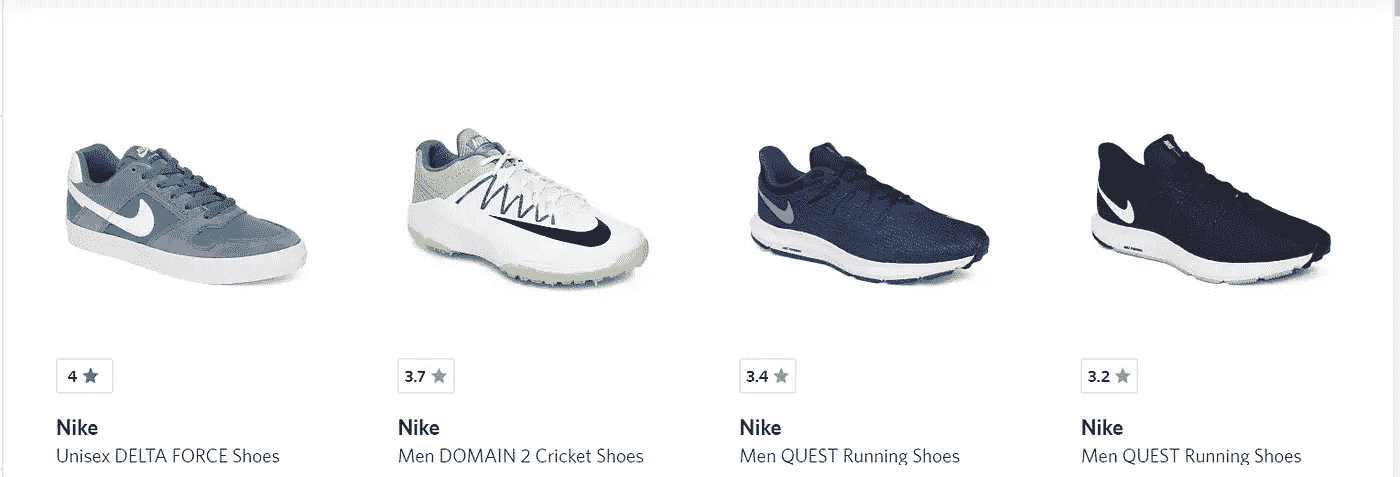 4 ★
3.7 ★
3.4 ★
3.2 ★
Nike
Nike
Nike
Nike
Unisex DELTA FORCE Shoes
Men DOMAIN 2 Cricket Shoes
Men QUEST Running Shoes
Men QUEST Running Shoes